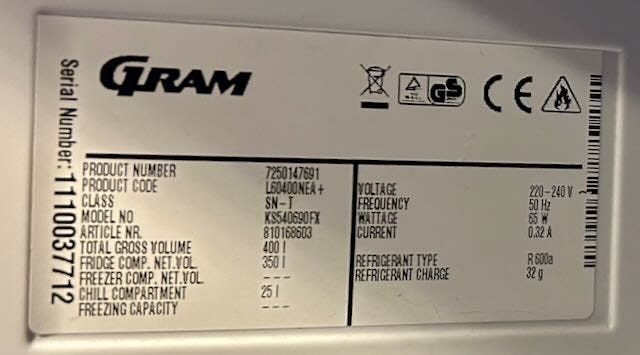 GRAM
GS
CE
Serial Number: 1110037712
PRODUCT NUMBER 7250147691
PRODUCT CODE L60400NEA+
CLASS SN-T
MODEL NO KS540690FX
ARTICLE NR. 810168603
TOTAL GROSS VOLUME 400 l
FRIDGE COMP. NET.VOL. 350 l
FREEZER COMP. NET.VOL. ---
CHILL COMPARTMENT 25 l
FREEZING CAPACITY ---
VOLTAGE 220-240 V ~
FREQUENCY 50 Hz
WATTAGE 65 W
CURRENT 0.32 A
REFRIGERANT TYPE R 600a
REFRIGERANT CHARGE 32 g